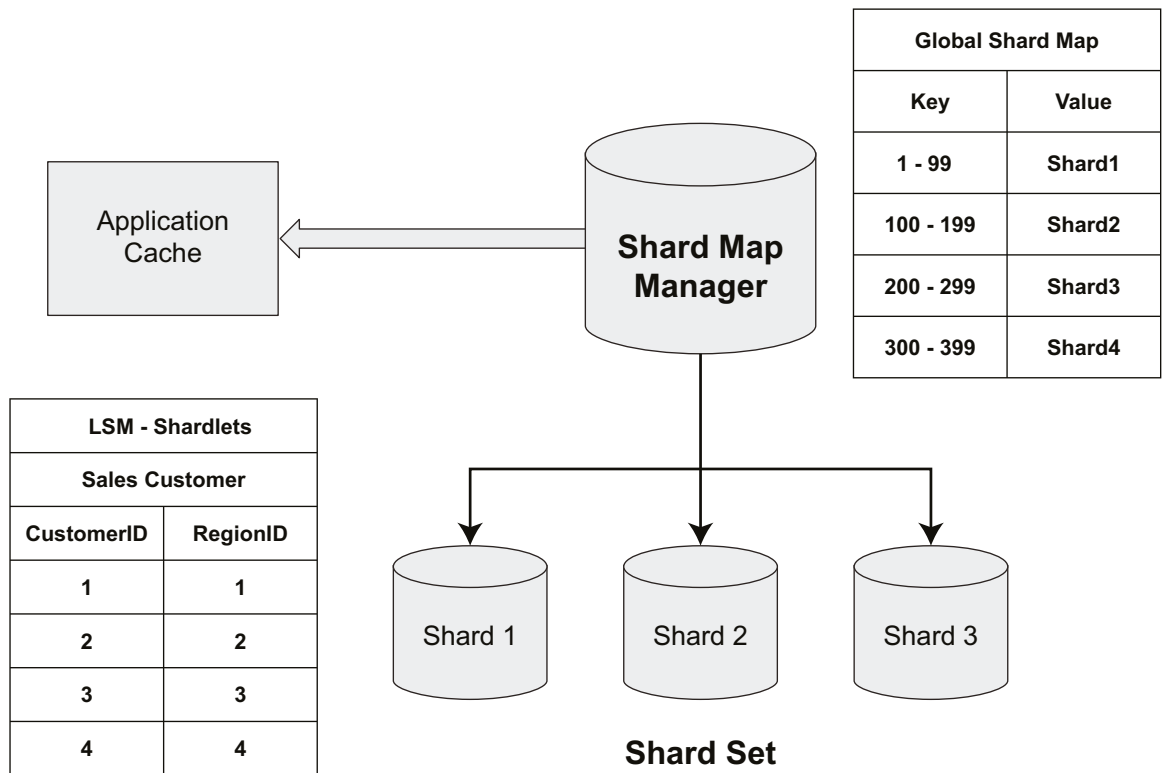 Global Shard Map
Key Value
1 - 99 Shard1
100 - 199 Shard2
200 - 299 Shard3
300 - 399 Shard4
Application
Cache
Shard Map
Manager
LSM - Shardlets
Sales Customer
CustomerID RegionID
1 1
2 2
3 3
4 4
Shard 1
Shard 2
Shard 3
Shard Set